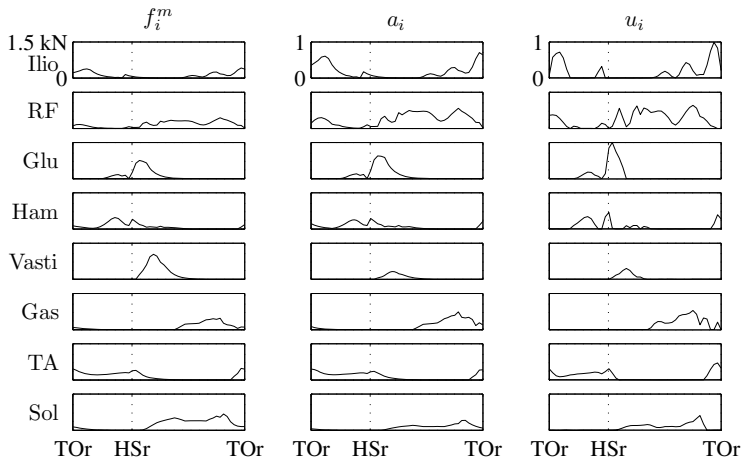 f_i^m a_i u_i
1.5 kN 1 1
Ilio
0 0 0
RF
Glu
Ham
Vasti
Gas
TA
Sol
TOr HSr TOr TOr HSr TOr TOr HSr TOr